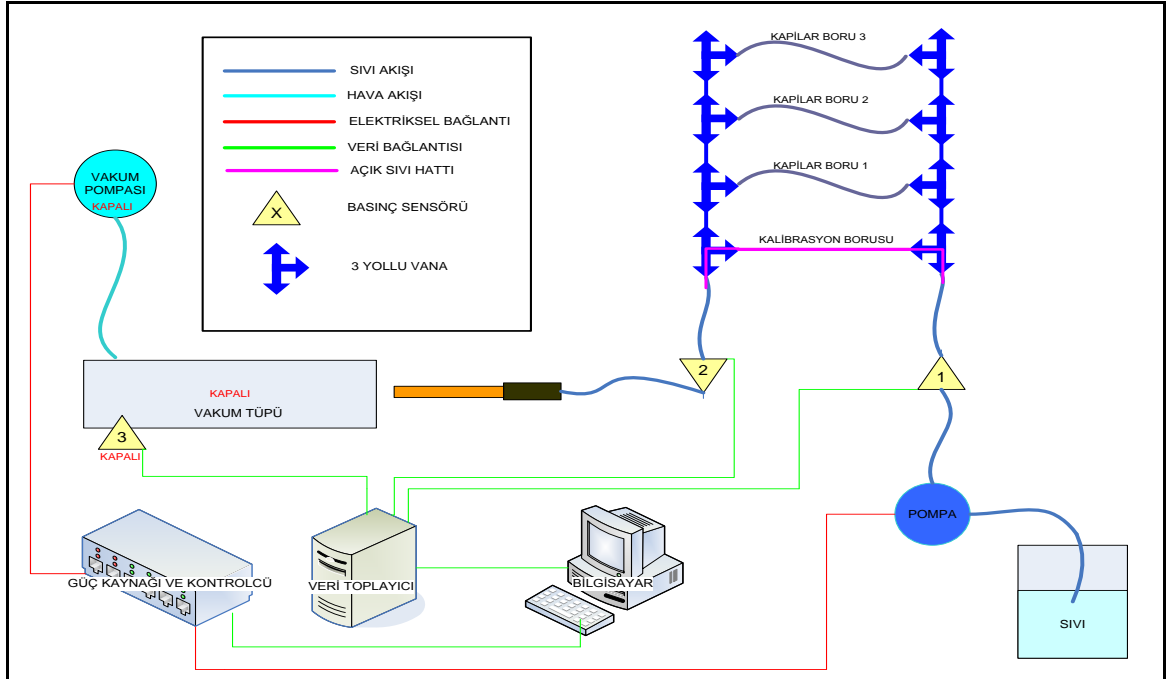 SIVI AKIŞI
HAVA AKIŞI
ELEKTRİKSEL BAĞLANTI
VERİ BAĞLANTISI
AÇIK SIVI HATTI
X
BASINÇ SENSÖRÜ
3 YOLLU VANA
KAPİLAR BORU 3
KAPİLAR BORU 2
KAPİLAR BORU 1
KALİBRASYON BORUSU
VAKUM
POMPASI
KAPALI
KAPALI
VAKUM TÜPÜ
3
KAPALI
2
1
POMPA
SIVI
GÜÇ KAYNAĞI VE KONTROLCÜ
VERİ TOPLAYICI
BİLGİSAYAR